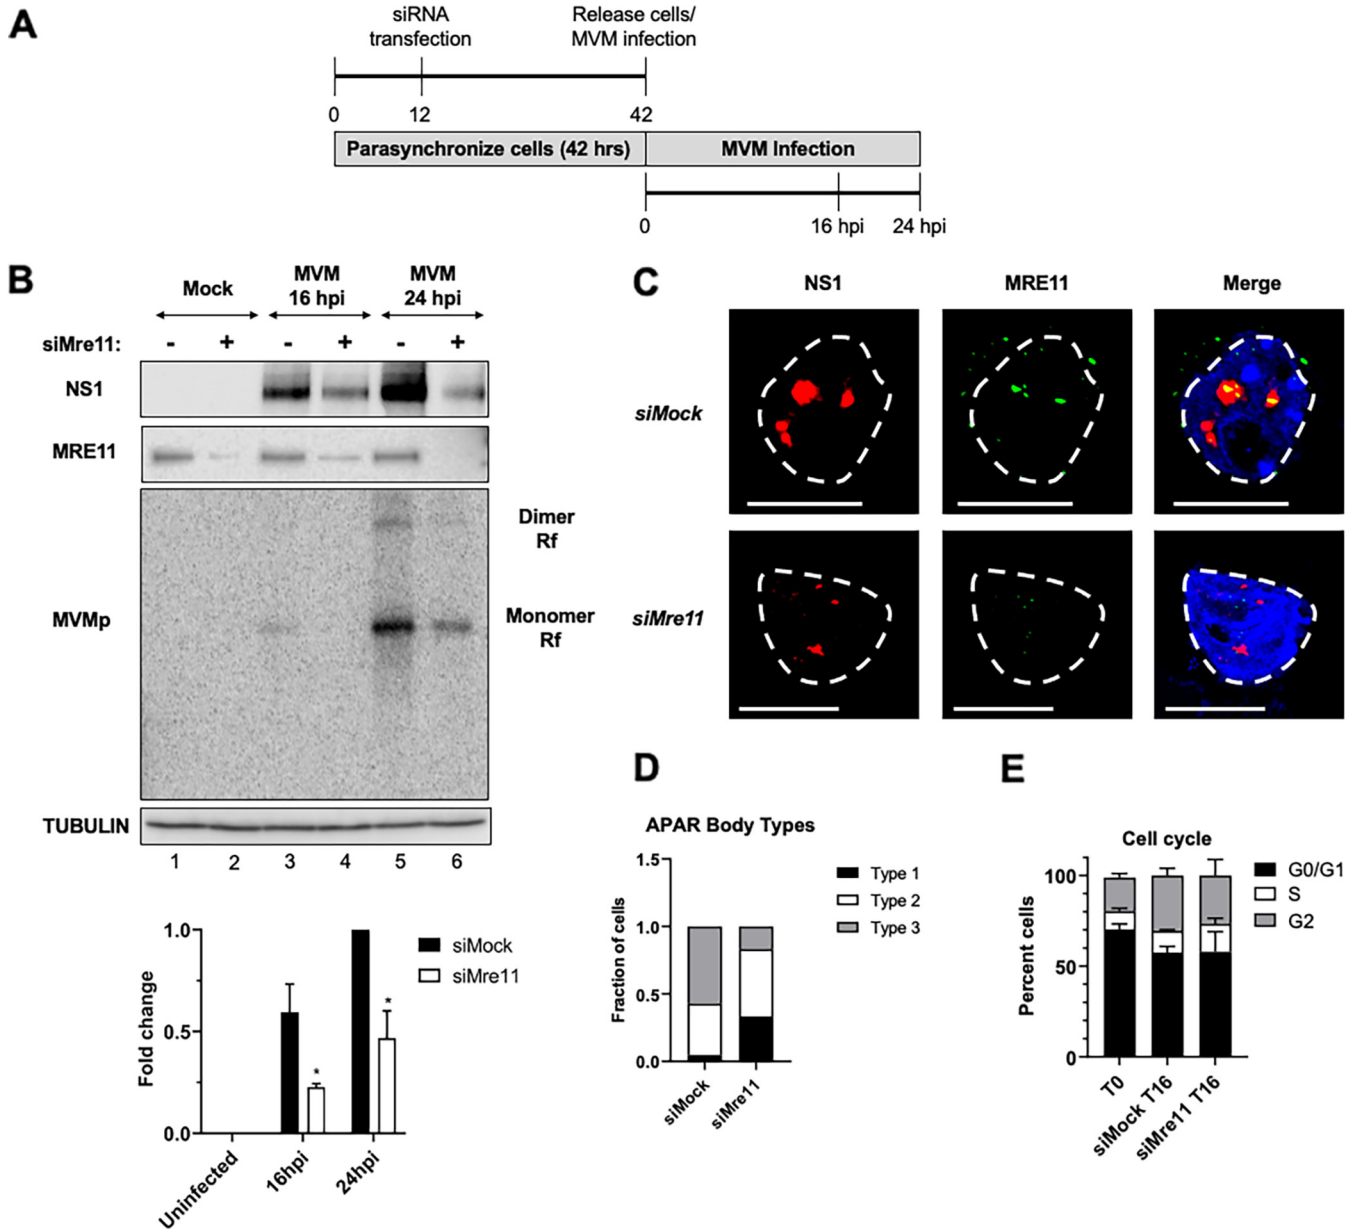 A
siRNA
transfection
Release cells/
MVM infection
0
12
42
Parasynchronize cells (42 hrs)
MVM Infection
0
16 hpi
24 hpi
B
Mock
MVM
16 hpi
MVM
24 hpi
siMre11:
- + - + - +
NS1
MRE11
MVMp
Dimer
Rf
Monomer
Rf
TUBULIN
1 2 3 4 5 6
Fold change
1.0
0.5
0.0
*
*
siMock
siMre11
Uninfected
16hpi
24hpi
C
NS1
MRE11
Merge
siMock
siMre11
D
APAR Body Types
Fraction of cells
1.5
1.0
0.5
0.0
Type 1
Type 2
Type 3
siMock
siMre11
E
Cell cycle
Percent cells
100
50
0
G0/G1
S
G2
T0
siMock T16
siMre11 T16